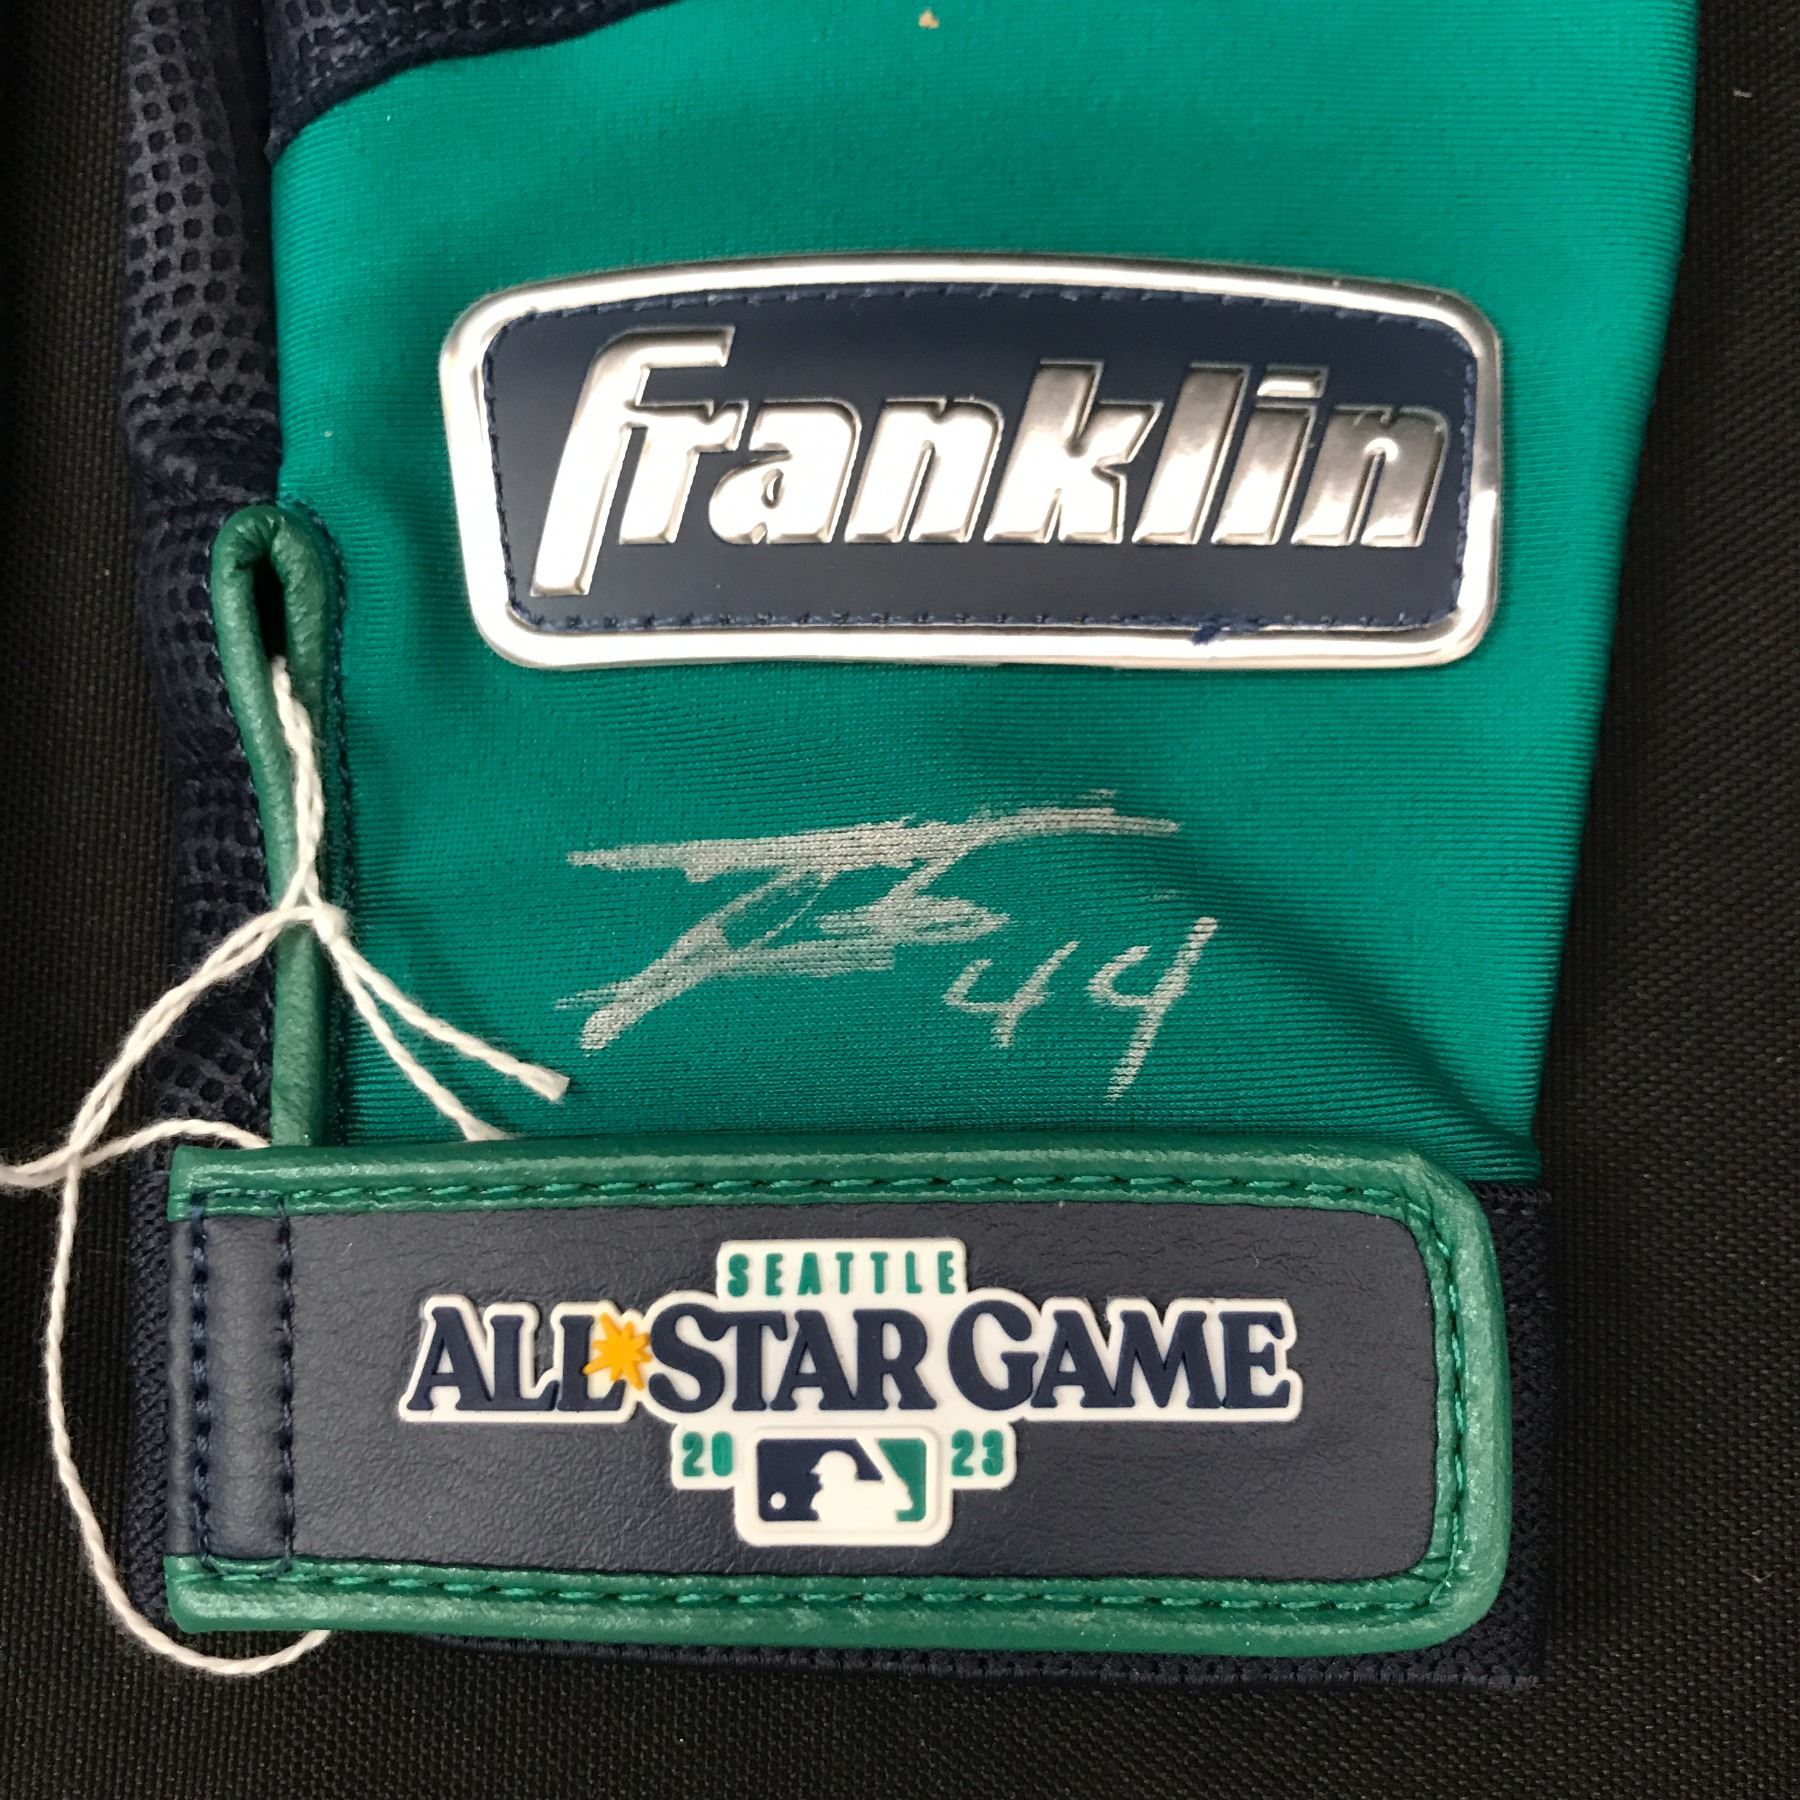 Franklin
44
SEATTLE
ALL STAR GAME
20 23